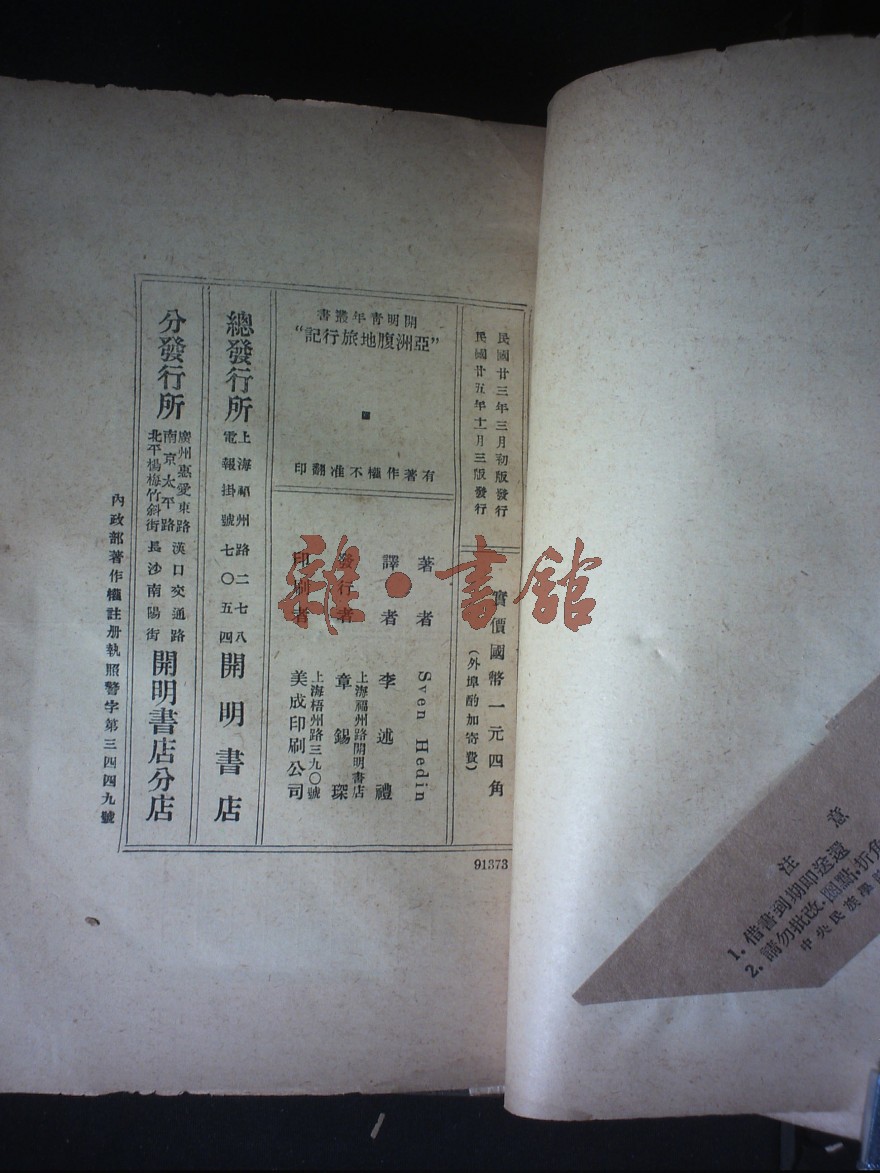 民國廿三年三月初版發行
民國廿五年十一月三版發行
實價國幣一元四角
(外埠酌加寄費)
開明青年叢書
“亞洲腹地旅行記”
有著作權不准翻印
著者 Sven Hedin
譯者 李述禮
發行者 上海福州路開明書店 章錫琛
印刷者 上海梧州路三九〇號 美成印刷公司
總發行所 上海福州路二七八 電報掛號七〇五四 開明書店
分發行所 廣州惠愛東路 漢口交通路 南京太平路 北平楊梅竹斜街 長沙南陽街 開明書店分店
內政部著作權註册執照警字第三四四九號
91373
雜·書館
注意
1. 借書到期即送還
2. 請勿批改.圈點.折角
中央民族學院